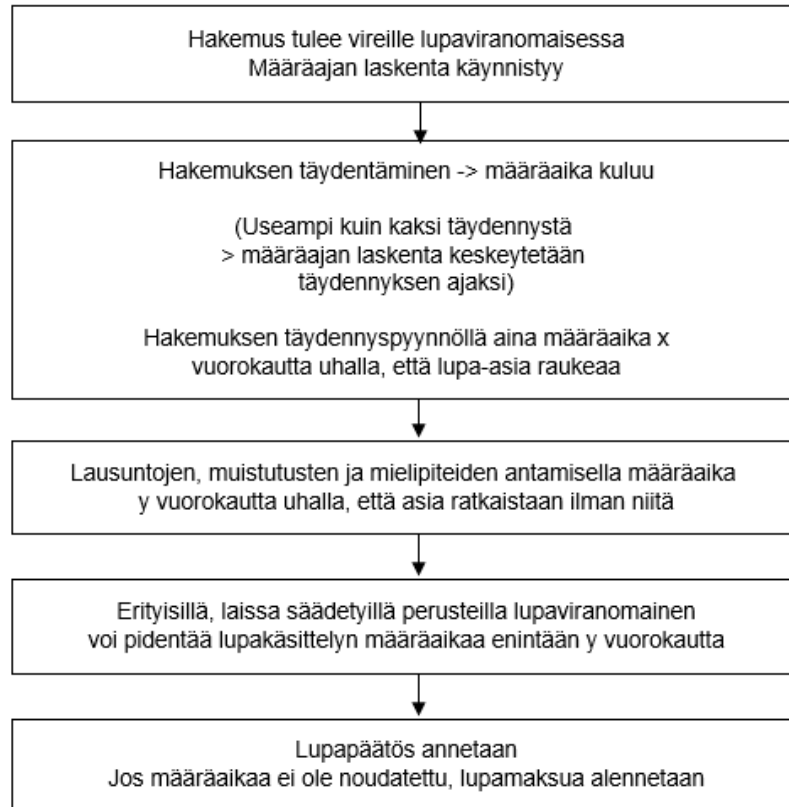 Hakemus tulee vireille lupaviranomaisessa
Määräajan laskenta käynnistyy
Hakemuksen täydentäminen -> määräaika kuluu
(Useampi kuin kaksi täydennystä
> määräajan laskenta keskeytetään
täydennyksen ajaksi)
Hakemuksen täydennyspyynnöllä aina määräaika x
vuorokautta uhalla, että lupa-asia raukeaa
Lausuntojen, muistutusten ja mielipiteiden antamisella määräaika
y vuorokautta uhalla, että asia ratkaistaan ilman niitä
Erityisillä, laissa säädetyillä perusteilla lupaviranomainen
voi pidentää lupakäsittelyn määräaikaa enintään y vuorokautta
Lupapäätös annetaan
Jos määräaikaa ei ole noudatettu, lupamaksua alennetaan